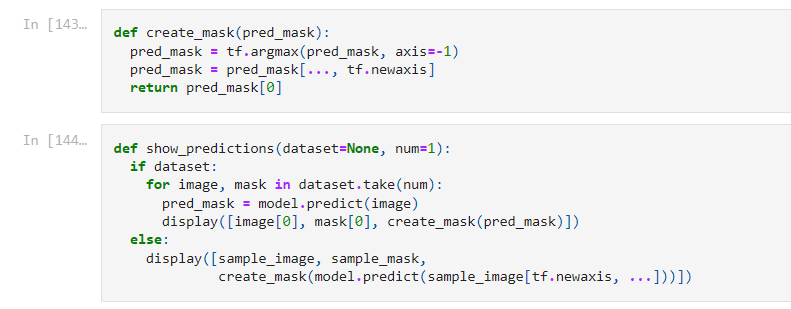 In [143…
def create_mask(pred_mask):
  pred_mask = tf.argmax(pred_mask, axis=-1)
  pred_mask = pred_mask[..., tf.newaxis]
  return pred_mask[0]
In [144…
def show_predictions(dataset=None, num=1):
  if dataset:
    for image, mask in dataset.take(num):
      pred_mask = model.predict(image)
      display([image[0], mask[0], create_mask(pred_mask)])
  else:
    display([sample_image, sample_mask,
             create_mask(model.predict(sample_image[tf.newaxis, ...]))])